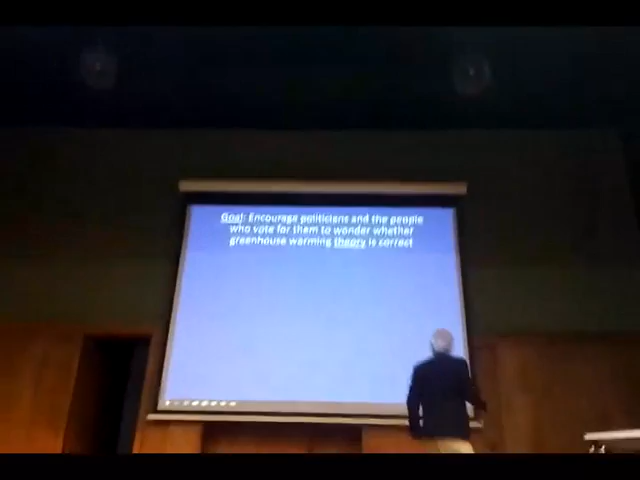 Goal: Encourage politicians and the people
who vote for them to wonder whether
greenhouse warming theory is correct